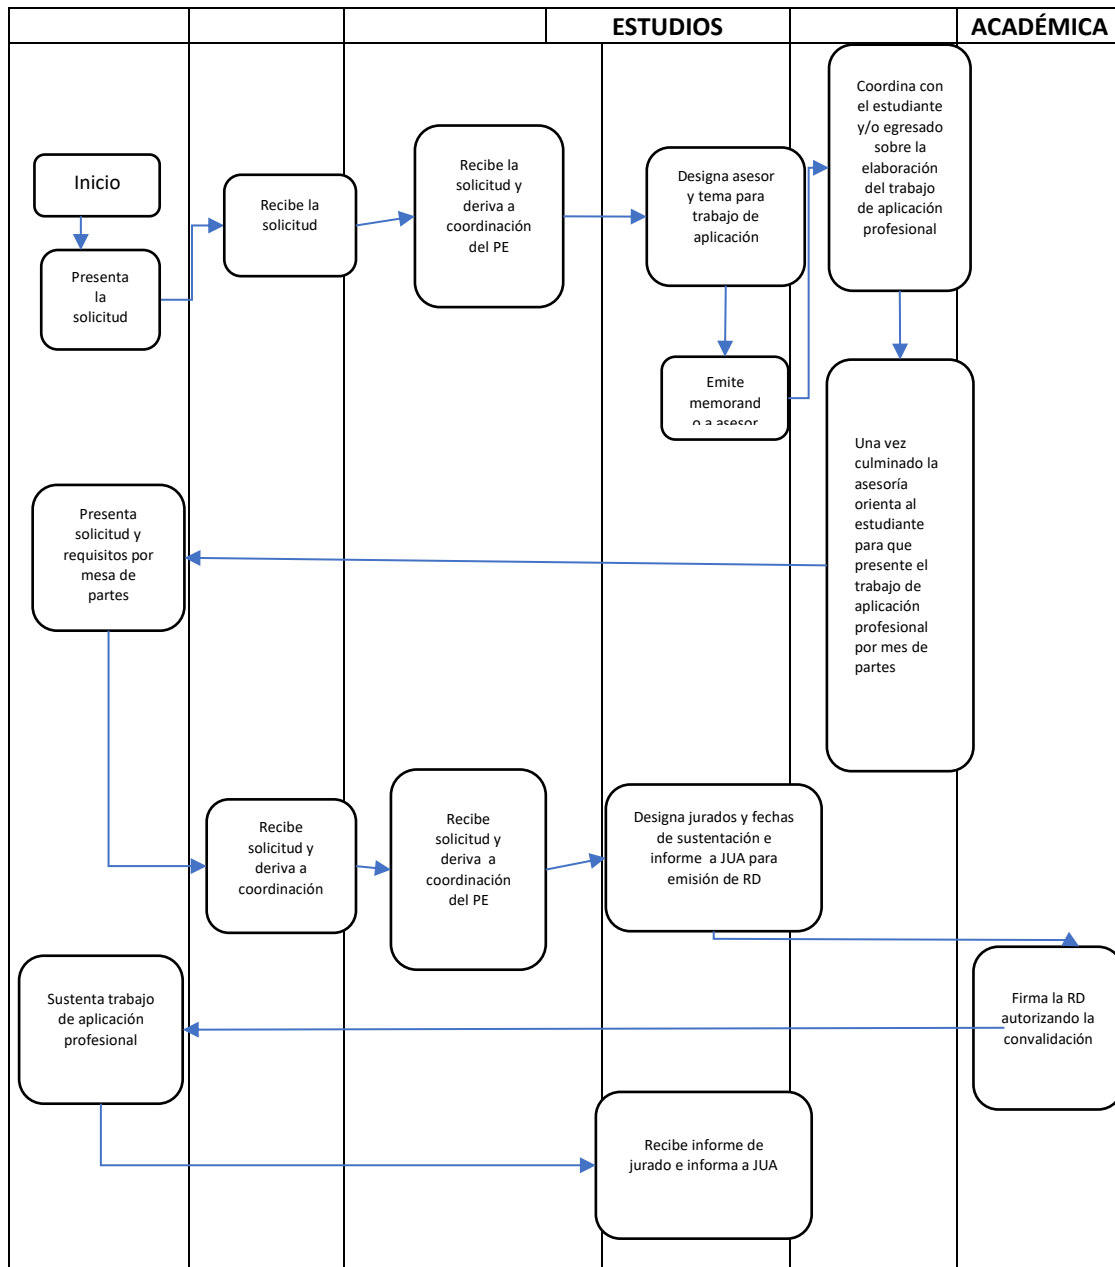 ESTUDIOS
ACADÉMICA
Inicio
Presenta
la
solicitud
Recibe la
solicitud
Recibe la
solicitud y
deriva a
coordinación
del PE
Designa asesor
y tema para
trabajo de
aplicación
Emite
memorand
o a asesor
Coordina con
el estudiante
y/o egresado
sobre la
elaboración
del trabajo
de aplicación
profesional
Una vez
culminado la
asesoría
orienta al
estudiante
para que
presente el
trabajo de
aplicación
profesional
por mes de
partes
Presenta
solicitud y
requisitos por
mesa de
partes
Recibe
solicitud y
deriva a
coordinación
Recibe
solicitud y
deriva  a
coordinación
del PE
Designa jurados y fechas
de sustentación e
informe  a JUA para
emisión de RD
Firma la RD
autorizando la
convalidación
Sustenta trabajo
de aplicación
profesional
Recibe informe de
jurado e informa a JUA